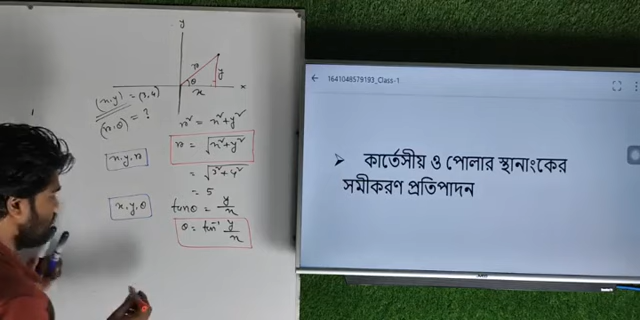 y
r
y
θ
x
x
(x,y) = (3,4)
(r,θ) = ?
r² = x² + y²
x,y,r
r = √x²+y²
= √3²+4²
= 5
x,y,θ
tanθ = y/x
θ = tan⁻¹ y/x
1641048579193_Class-1
➤ কার্তেসীয় ও পোলার স্থানাংকের
সমীকরণ প্রতিপাদন